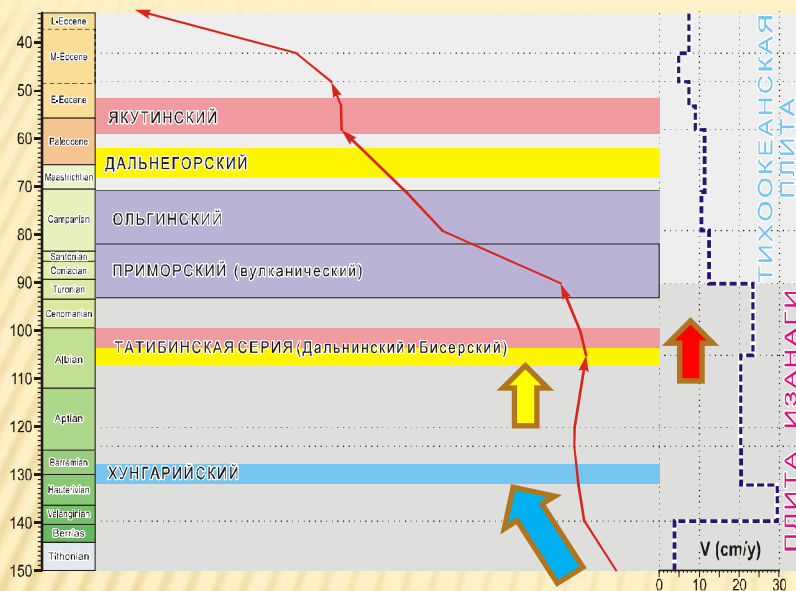 L-Eocene
40
M-Eocene
50
E-Eocene
ЯКУТИНСКИЙ
60
Paleocene
ДАЛЬНЕГОРСКИЙ
Maastrichtian
70
Campanian
ОЛЬГИНСКИЙ
80
Santonian
Coniacian
ПРИМОРСКИЙ (вулканический)
90
Turonian
Cenomanian
100
ТАТИБИНСКАЯ СЕРИЯ (Дальнинский и Бисерский)
Albian
110
Aptian
120
Barremian
ХУНГАРИЙСКИЙ
130
Hauterivian
Valanginian
140
Berrias
Tithonian
150
V (cm/y)
0 10 20 30
ТИХООКЕАНСКАЯ
ПЛИТА
ПЛИТА ИЗАНАГИ